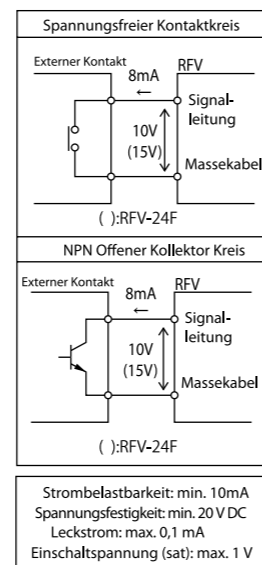 Spannungsfreier Kontaktkreis
Externer Kontakt
RFV
8mA
←
Signal-
leitung
10V
(15V)
Massekabel
( ):RFV-24F
NPN Offener Kollektor Kreis
Externer Kontakt
RFV
8mA
←
Signal-
leitung
10V
(15V)
Massekabel
( ):RFV-24F
Strombelastbarkeit: min. 10mA
Spannungsfestigkeit: min. 20 V DC
Leckstrom: max. 0,1 mA
Einschaltspannung (sat): max. 1 V